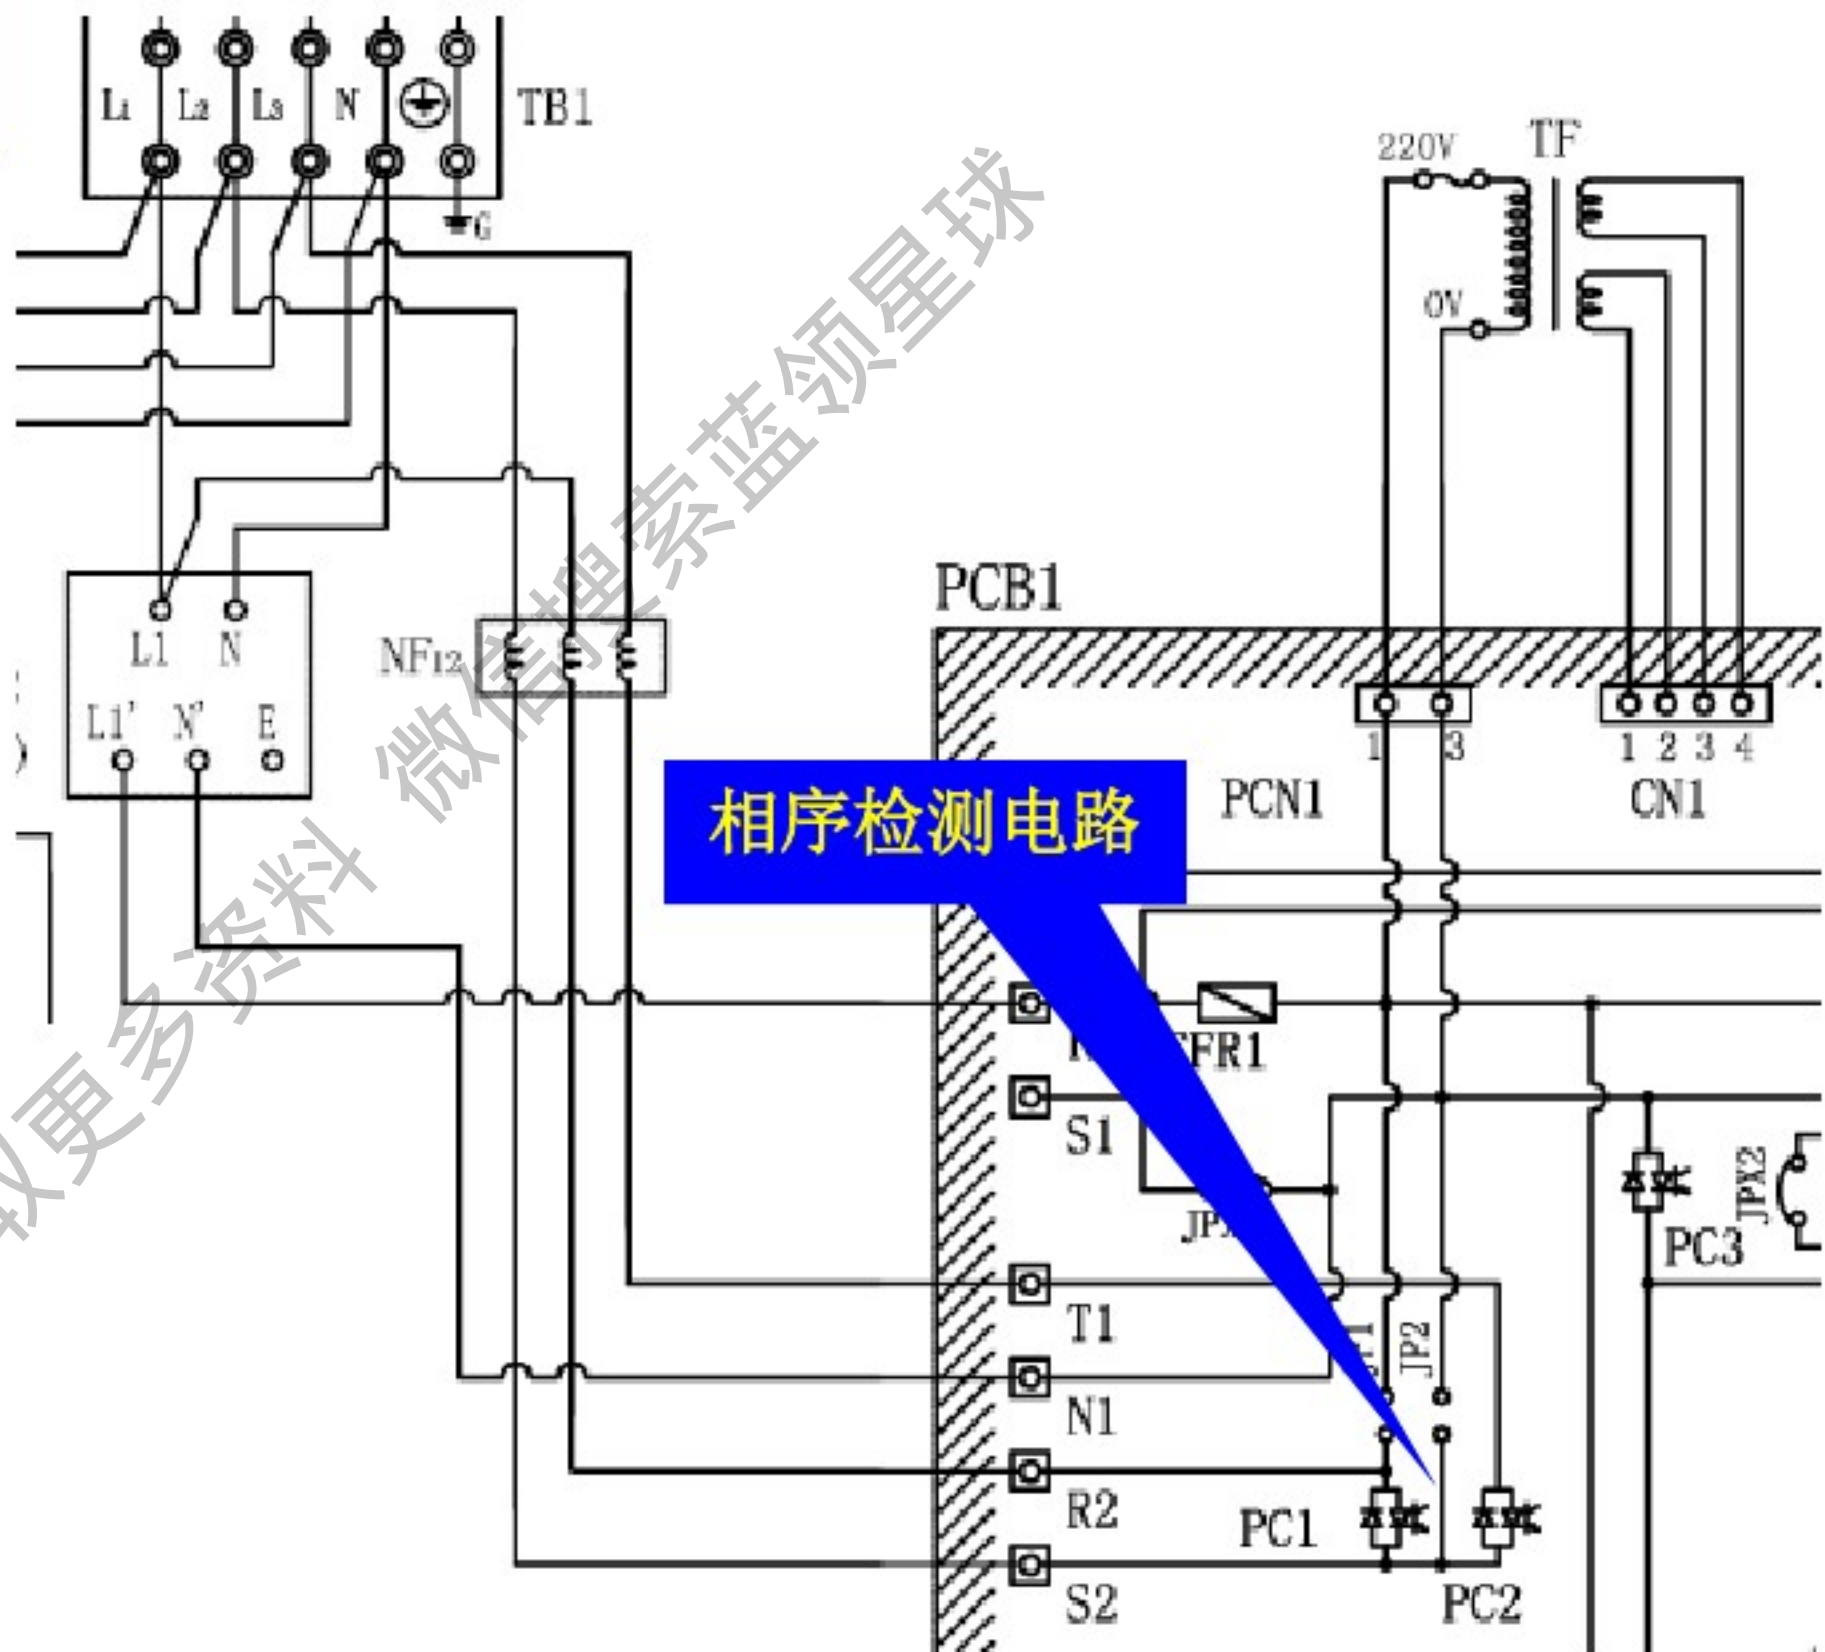 L1 L2 L3 N TB1
G
220V TF
0V
PCB1
L1 N
NF12
L1' N' E
1 3 1 2 3 4
PCN1 CN1
相序检测电路
FR1
S1
JPX2
PC3
T1
JP2
N1
R2
PC1
S2
PC2
取更多资料 微信搜索蓝领星球